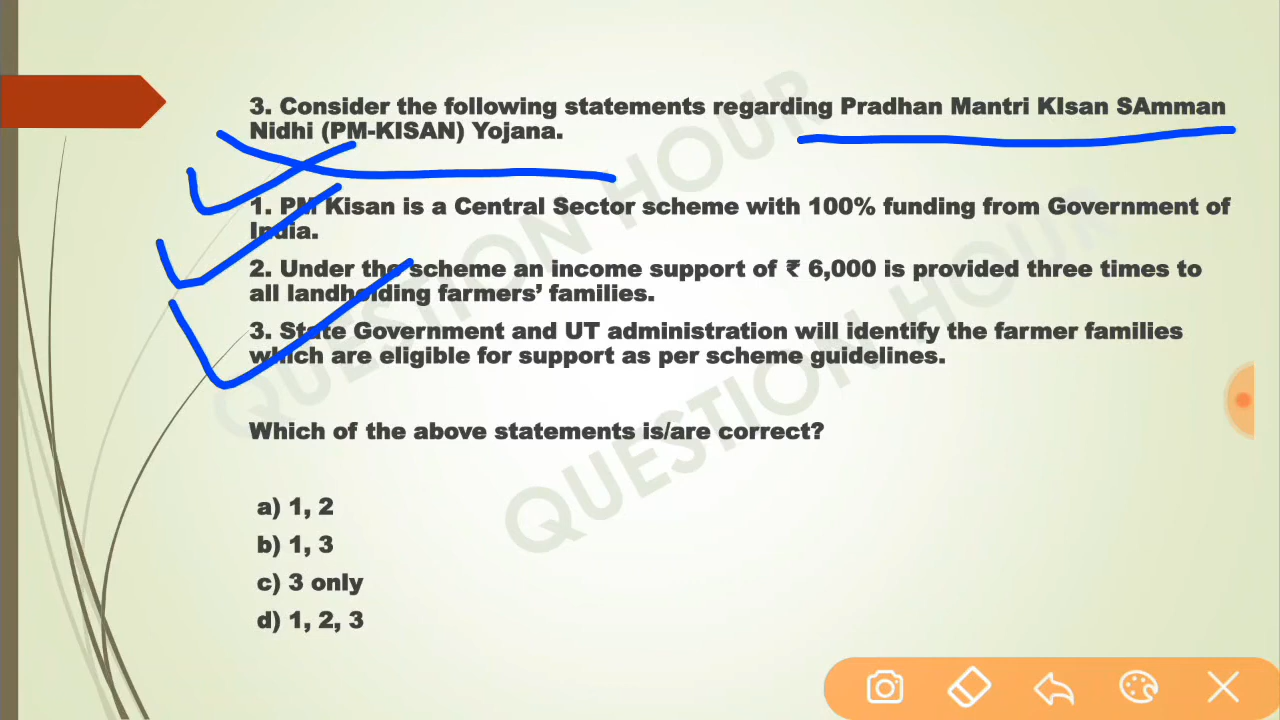 3. Consider the following statements regarding Pradhan Mantri KIsan SAmman
Nidhi (PM-KISAN) Yojana.
1. PM Kisan is a Central Sector scheme with 100% funding from Government of
India.
2. Under the scheme an income support of ₹ 6,000 is provided three times to
all landholding farmers’ families.
3. State Government and UT administration will identify the farmer families
which are eligible for support as per scheme guidelines.
Which of the above statements is/are correct?
a) 1, 2
b) 1, 3
c) 3 only
d) 1, 2, 3
QUESTION HOUR
QUESTION HOUR